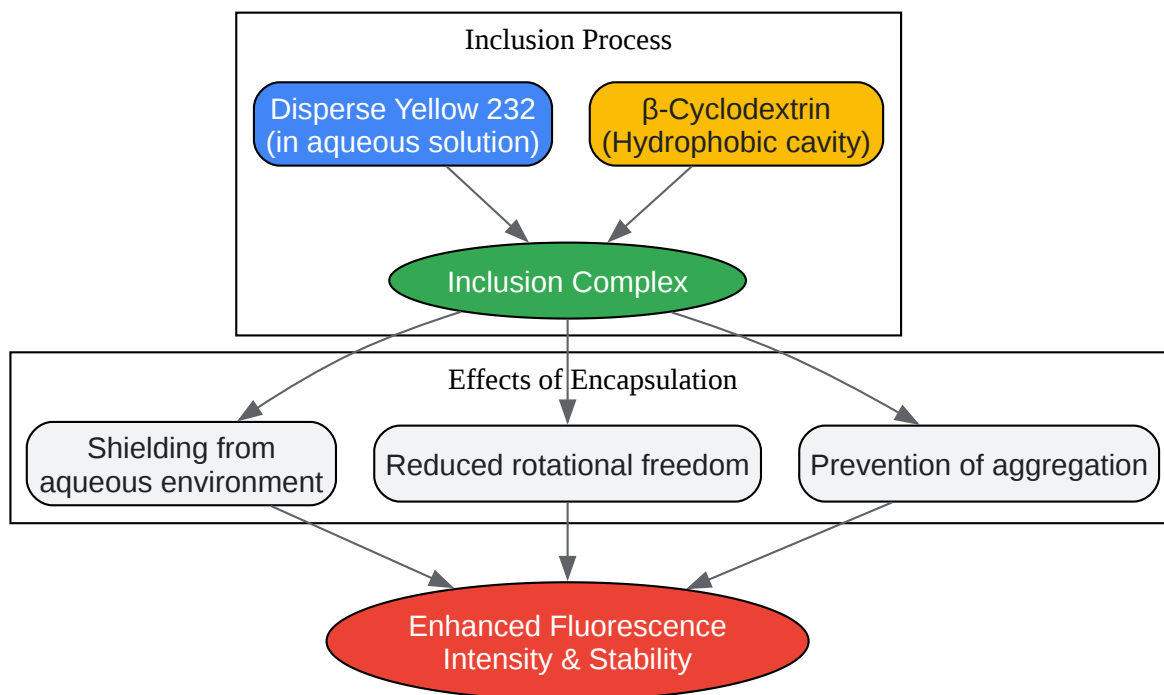 Inclusion Process
Disperse Yellow 232
(in aqueous solution)
β-Cyclodextrin
(Hydrophobic cavity)
Inclusion Complex
Effects of Encapsulation
Shielding from
aqueous environment
Reduced rotational freedom
Prevention of aggregation
Enhanced Fluorescence
Intensity & Stability